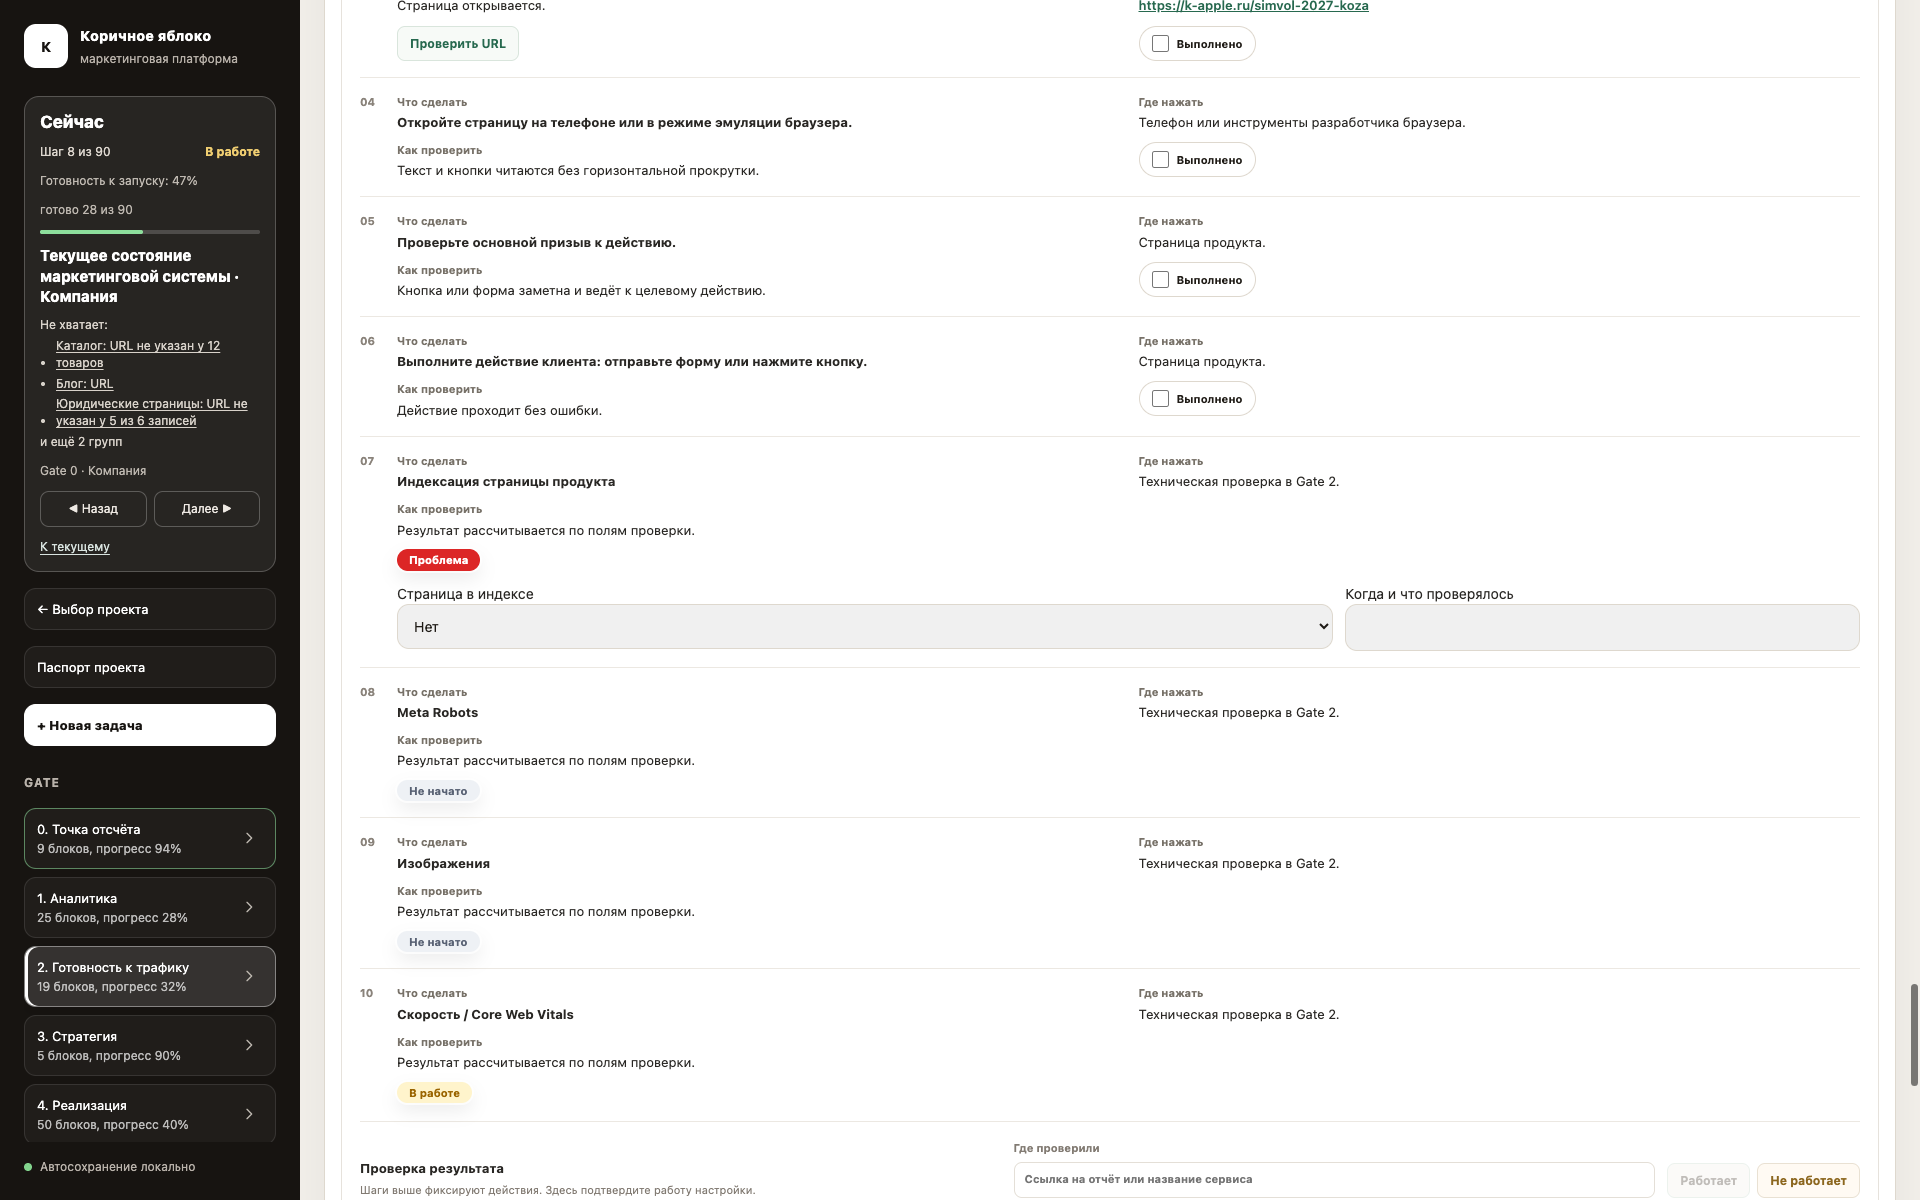 К
Коричное яблоко
маркетинговая платформа
Сейчас
Шаг 8 из 90
В работе
Готовность к запуску: 47%
готово 28 из 90
Текущее состояние
маркетинговой системы ·
Компания
Не хватает:
Каталог: URL не указан у 12
товаров
Блог: URL
Юридические страницы: URL не
указан у 5 из 6 записей
и ещё 2 групп
Gate 0 · Компания
◀ Назад
Далее ▶
К текущему
← Выбор проекта
Паспорт проекта
+ Новая задача
GATE
0. Точка отсчёта
9 блоков, прогресс 94%
1. Аналитика
25 блоков, прогресс 28%
2. Готовность к трафику
19 блоков, прогресс 32%
3. Стратегия
5 блоков, прогресс 90%
4. Реализация
50 блоков, прогресс 40%
Автосохранение локально
Страница открывается.
https://k-apple.ru/simvol-2027-koza
Проверить URL
Выполнено
04
Что сделать
Где нажать
Откройте страницу на телефоне или в режиме эмуляции браузера.
Телефон или инструменты разработчика браузера.
Как проверить
Выполнено
Текст и кнопки читаются без горизонтальной прокрутки.
05
Что сделать
Где нажать
Проверьте основной призыв к действию.
Страница продукта.
Как проверить
Выполнено
Кнопка или форма заметна и ведёт к целевому действию.
06
Что сделать
Где нажать
Выполните действие клиента: отправьте форму или нажмите кнопку.
Страница продукта.
Как проверить
Выполнено
Действие проходит без ошибки.
07
Что сделать
Где нажать
Индексация страницы продукта
Техническая проверка в Gate 2.
Как проверить
Результат рассчитывается по полям проверки.
Проблема
Страница в индексе
Когда и что проверялось
Нет
08
Что сделать
Где нажать
Meta Robots
Техническая проверка в Gate 2.
Как проверить
Результат рассчитывается по полям проверки.
Не начато
09
Что сделать
Где нажать
Изображения
Техническая проверка в Gate 2.
Как проверить
Результат рассчитывается по полям проверки.
Не начато
10
Что сделать
Где нажать
Скорость / Core Web Vitals
Техническая проверка в Gate 2.
Как проверить
Результат рассчитывается по полям проверки.
В работе
Где проверили
Проверка результата
Ссылка на отчёт или название сервиса
Работает
Не работает
Шаги выше фиксируют действия. Здесь подтвердите работу настройки.